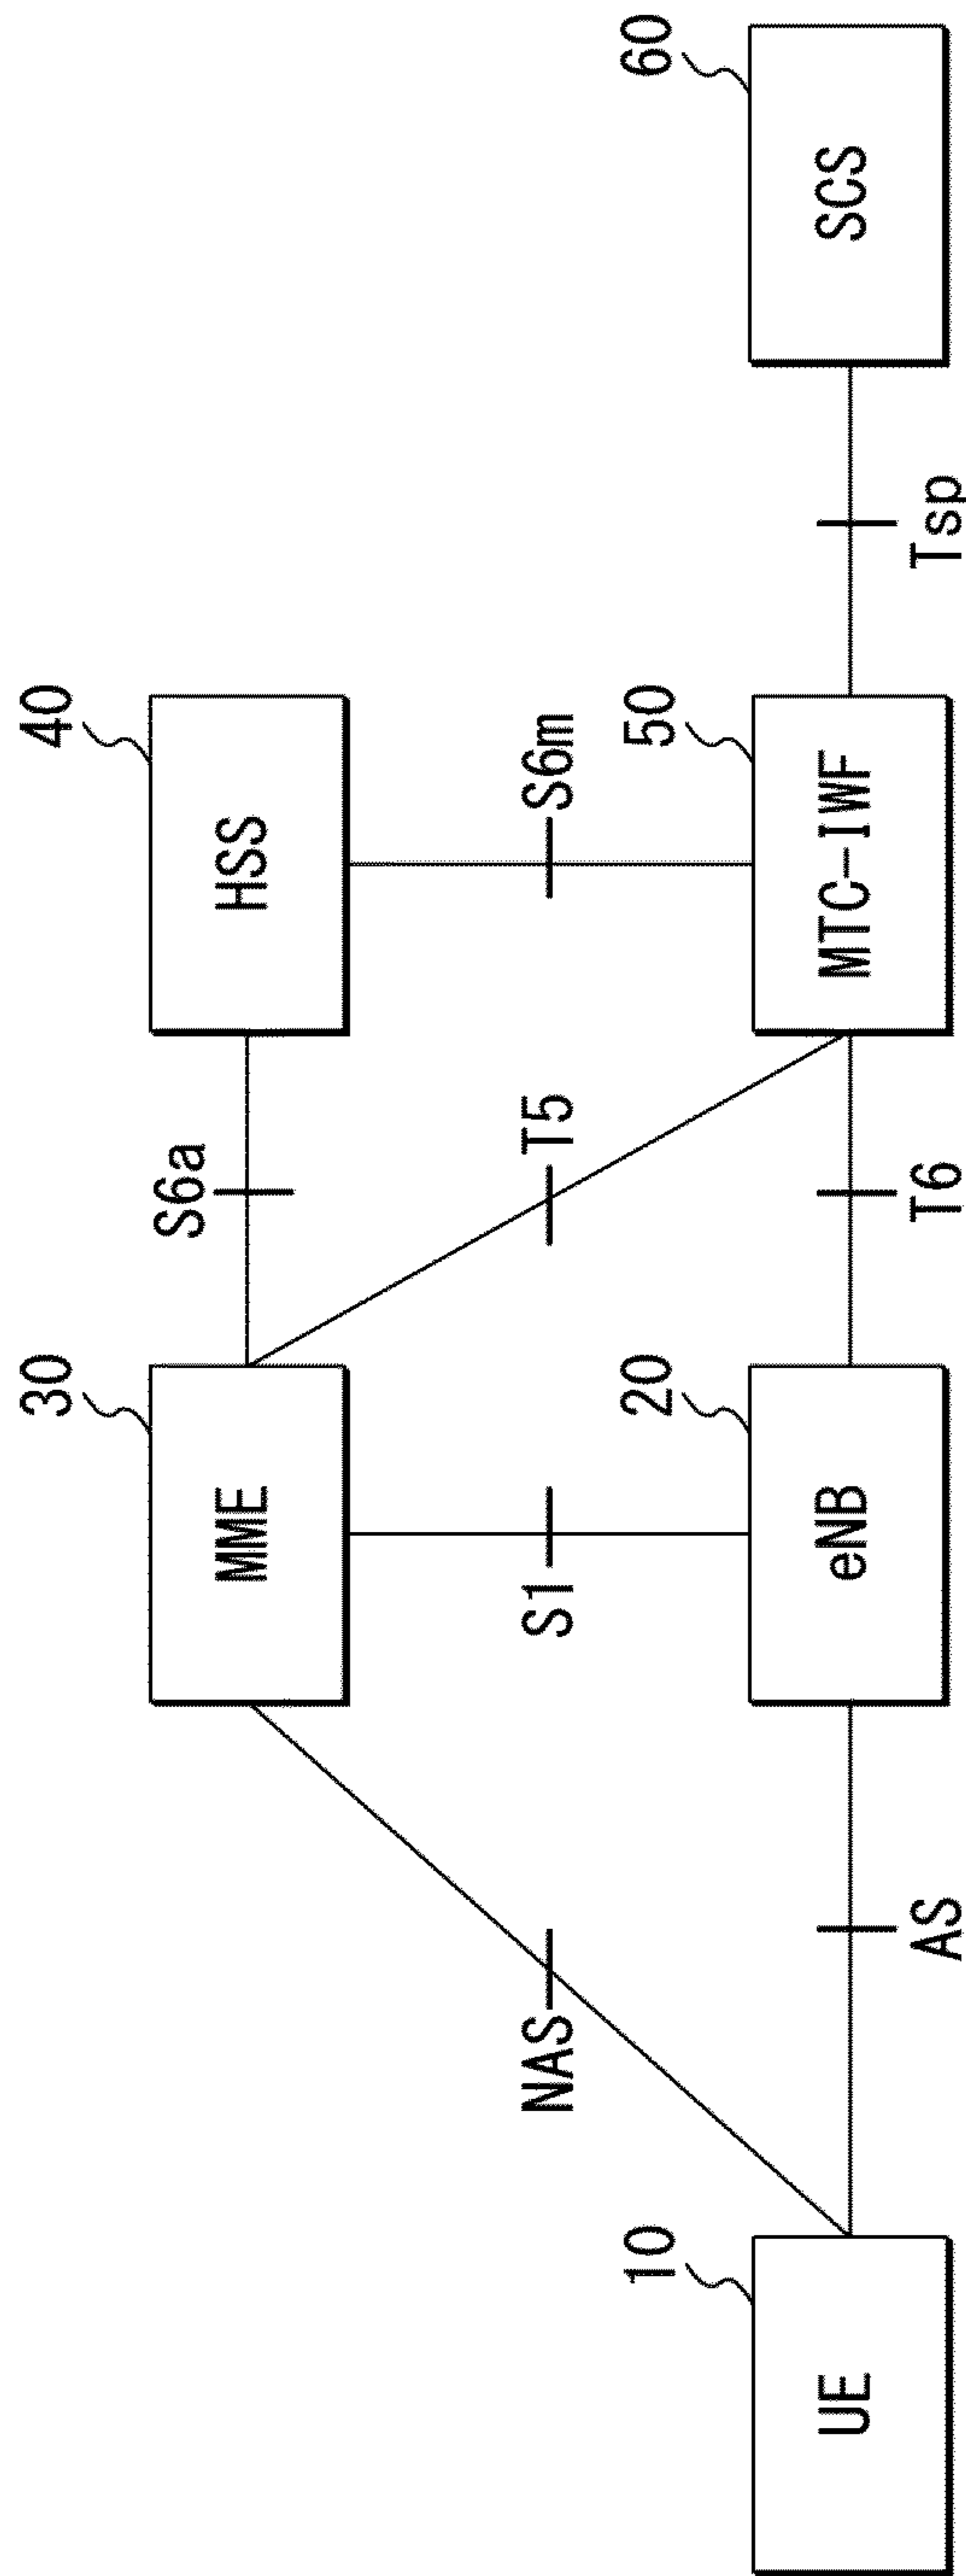 30
40
MME
S6a
HSS
NAS
S1
T5
S6m
10
20
50
60
UE
eNB
MTC-IWF
SCS
AS
T6
Tsp